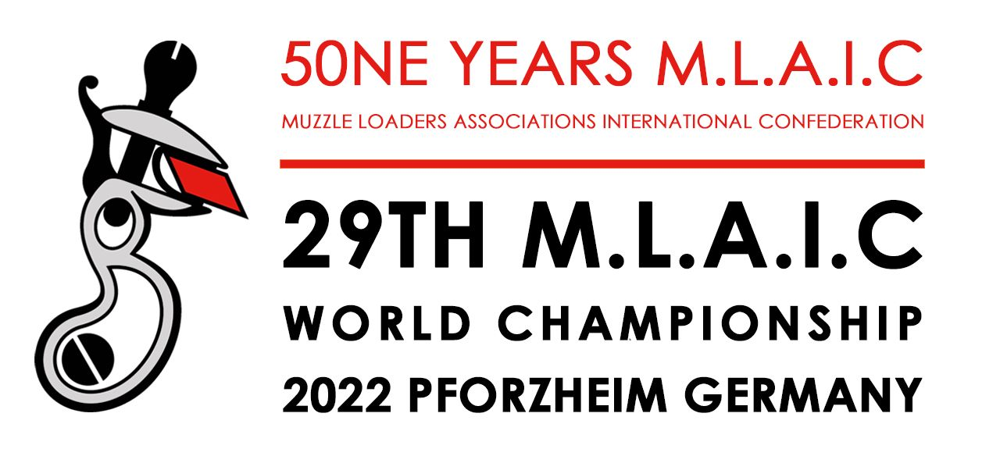 50NE YEARS M.L.A.I.C
MUZZLE LOADERS ASSOCIATIONS INTERNATIONAL CONFEDERATION
29TH M.L.A.I.C
WORLD CHAMPIONSHIP
2022 PFORZHEIM GERMANY